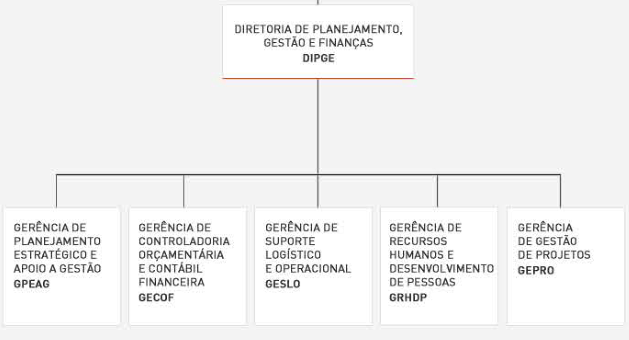 DIRETORIA DE PLANEJAMENTO,
GESTÃO E FINANÇAS
DIPGE
GERÊNCIA DE
PLANEJAMENTO
ESTRATÉGICO E
APOIO A GESTÃO
GPEAG
GERÊNCIA DE
CONTROLADORIA
ORÇAMENTÁRIA
E CONTÁBIL
FINANCEIRA
GECOF
GERÊNCIA DE
SUPORTE
LOGÍSTICO
E OPERACIONAL
GESLO
GERÊNCIA DE
RECURSOS
HUMANOS E
DESENVOLVIMENTO
DE PESSOAS
GRHDP
GERÊNCIA
DE GESTÃO
DE PROJETOS
GEPRO